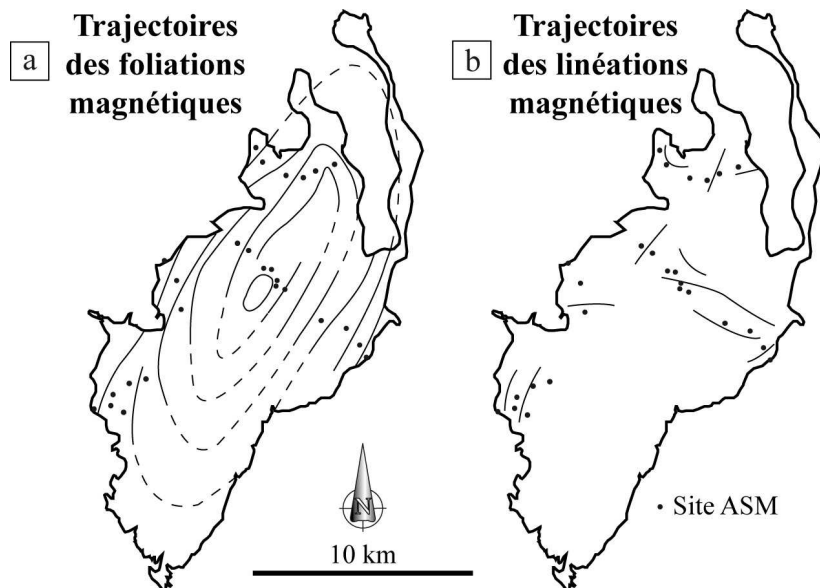 a
Trajectoires
des foliations
magnétiques
b
Trajectoires
des linéations
magnétiques
N
10 km
Site ASM